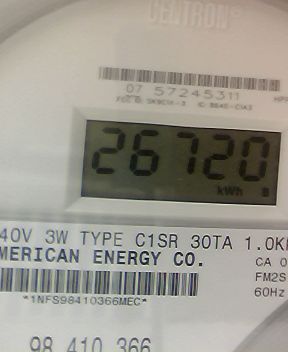 CENTRON®
07 57245311
26720
kWh
40V 3W TYPE C1SR 30TA 1.0K
MERICAN ENERGY CO.
CA 0
FM2S
*1NFS98410366MEC*
60Hz
98 410 366